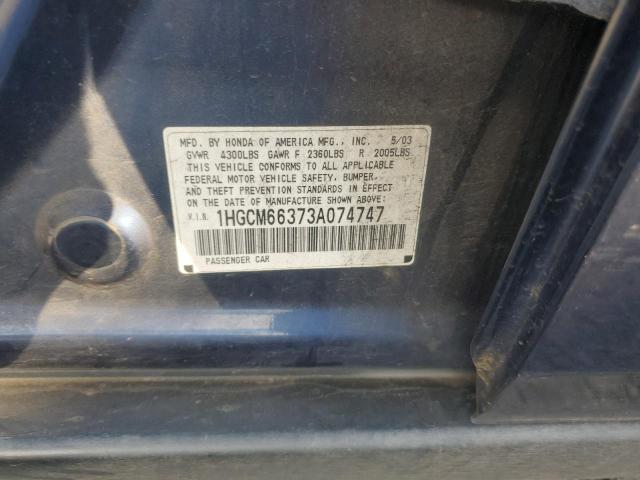 MFD. BY HONDA OF AMERICA MFG., INC. 5/03
GVWR 4300LBS GAWR F 2360LBS R 2005LBS
THIS VEHICLE CONFORMS TO ALL APPLICABLE
FEDERAL MOTOR VEHICLE SAFETY, BUMPER,
AND THEFT PREVENTION STANDARDS IN EFFECT
ON THE DATE OF MANUFACTURE SHOWN ABOVE:
V.I.N. 1HGCM66373A074747
PASSENGER CAR